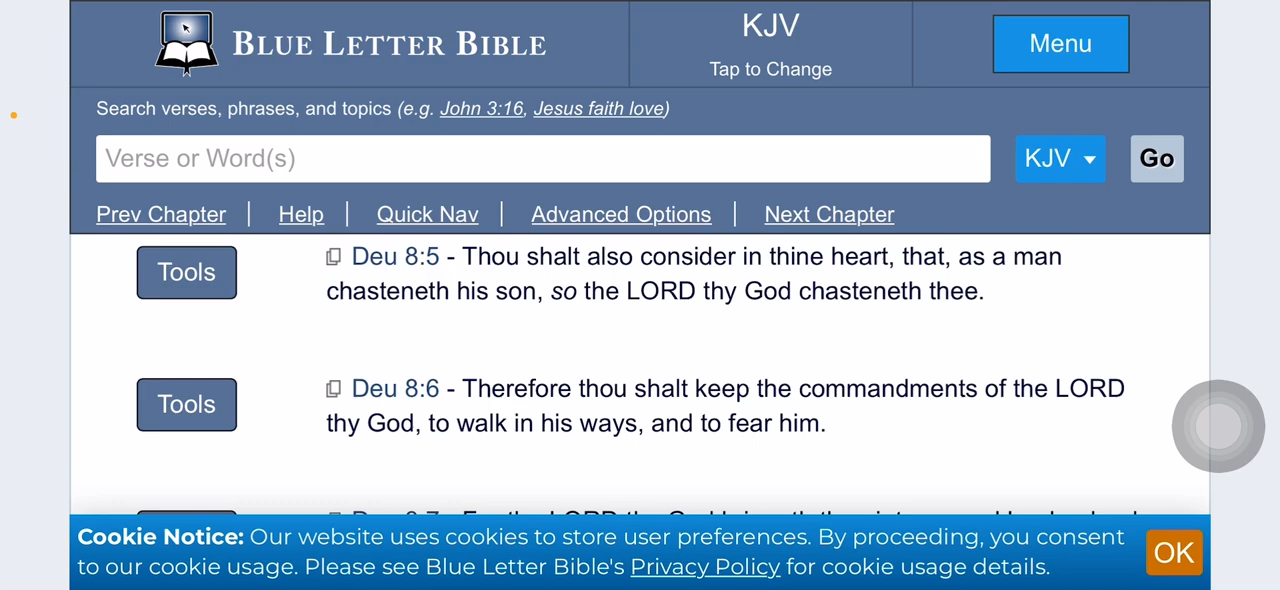 BLUE LETTER BIBLE
KJV
Tap to Change
Menu
Search verses, phrases, and topics (e.g. John 3:16, Jesus faith love)
Verse or Word(s)
KJV
Go
Prev Chapter | Help | Quick Nav | Advanced Options | Next Chapter
Tools
Deu 8:5 - Thou shalt also consider in thine heart, that, as a man
chasteneth his son, so the LORD thy God chasteneth thee.
Tools
Deu 8:6 - Therefore thou shalt keep the commandments of the LORD
thy God, to walk in his ways, and to fear him.
Cookie Notice: Our website uses cookies to store user preferences. By proceeding, you consent
to our cookie usage. Please see Blue Letter Bible's Privacy Policy for cookie usage details.
OK